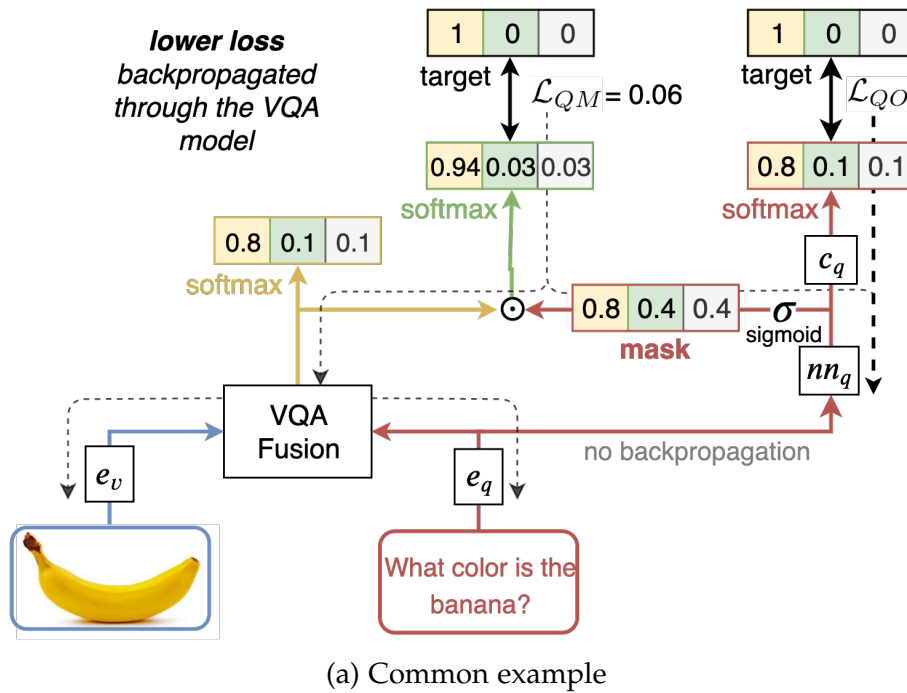 lower loss
backpropagated
through the VQA
model
1 0 0
target
ℒQM = 0.06
0.94 0.03 0.03
softmax
1 0 0
target
ℒQO
0.8 0.1 0.1
softmax
0.8 0.1 0.1
softmax
cq
⊙
0.8 0.4 0.4
mask
σ
sigmoid
nnq
VQA
Fusion
no backpropagation
ev
eq
What color is the
banana?
(a) Common example